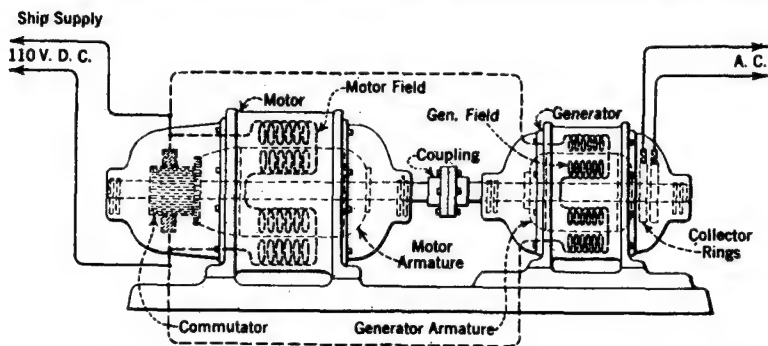 Ship Supply
110 V. D. C.
A. C.
Motor Field
Motor
Generator
Gen. Field
Coupling
Motor
Armature
Collector
Rings
Commutator
Generator Armature